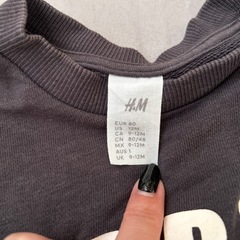 H&M
EUR 80
US 12M
CA 9-12M
CN 80/48
MX 9-12M
AUS 1
UK 9-12M